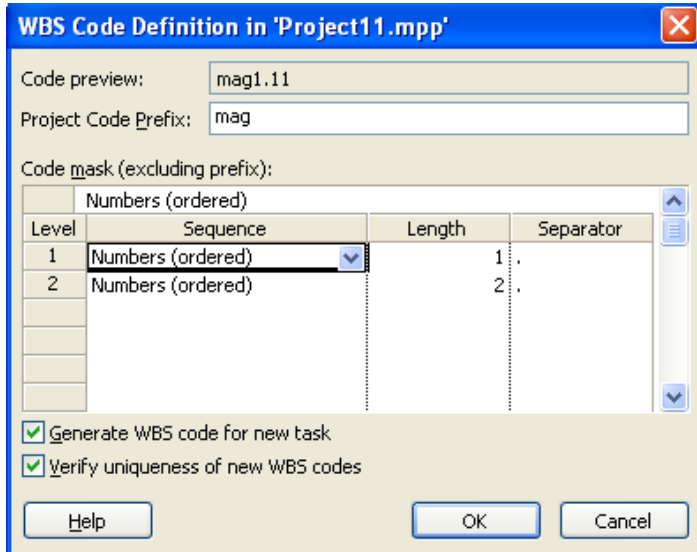 WBS Code Definition in 'Project11.mpp'
Code preview: mag1.11
Project Code Prefix: mag
Code mask (excluding prefix):
Numbers (ordered)
Level Sequence Length Separator
1 Numbers (ordered) 1 .
2 Numbers (ordered) 2 .
Generate WBS code for new task
Verify uniqueness of new WBS codes
Help OK Cancel